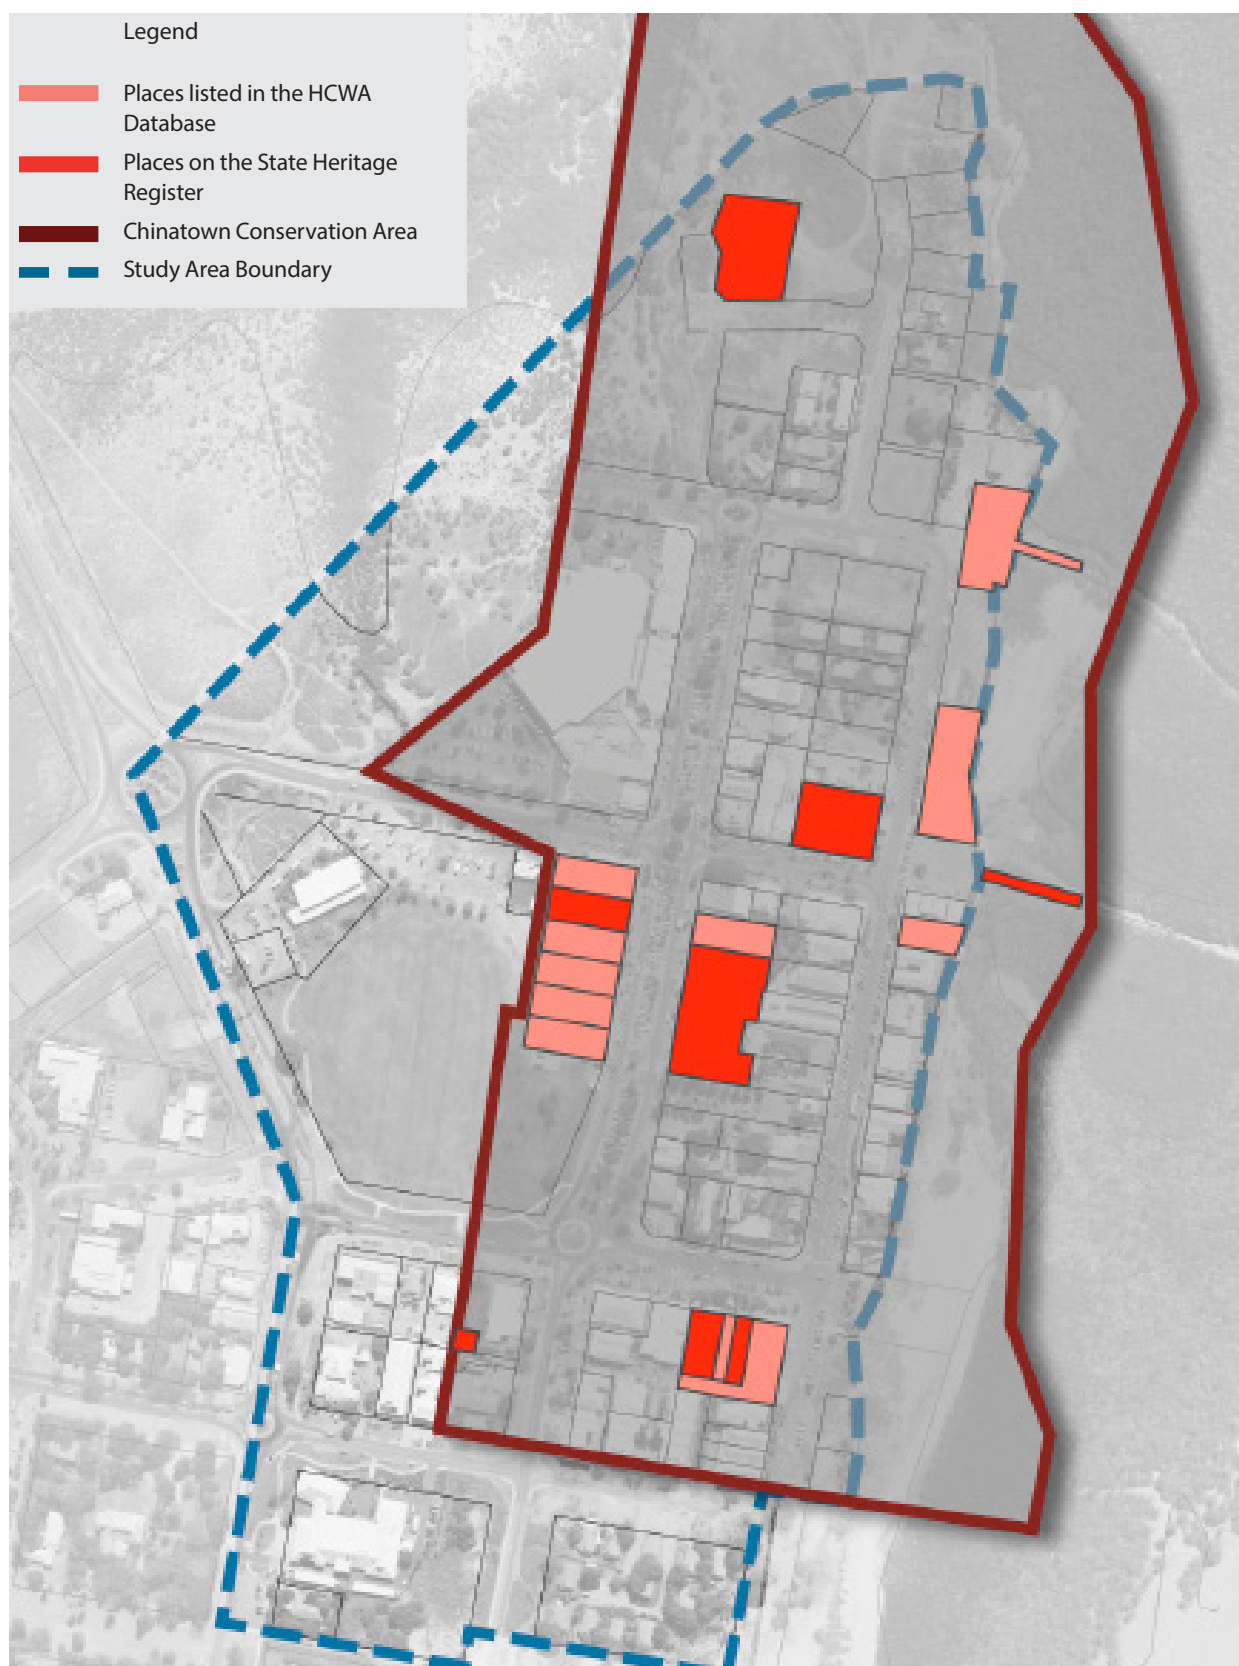 Legend
Places listed in the HCWA
Database
Places on the State Heritage
Register
Chinatown Conservation Area
Study Area Boundary